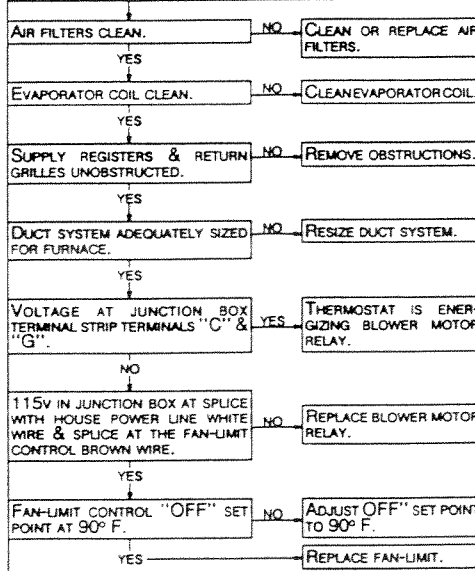 NO
AIR FILTERS CLEAN.
NO
CLEAN OR REPLACE AIR
FILTERS.
YES
EVAPORATOR COIL CLEAN.
NO
CLEAN EVAPORATOR COIL.
YES
SUPPLY REGISTERS & RETURN
GRILLES UNOBSTRUCTED.
NO
REMOVE OBSTRUCTIONS.
YES
DUCT SYSTEM ADEQUATELY SIZED
FOR FURNACE.
NO
RESIZE DUCT SYSTEM.
YES
VOLTAGE AT JUNCTION BOX
TERMINAL STRIP TERMINALS "C" &
"G".
YES
THERMOSTAT IS ENER-
GIZING BLOWER MOTOR
RELAY.
NO
115V IN JUNCTION BOX AT SPLICE
WITH HOUSE POWER LINE WHITE
WIRE & SPLICE AT THE FAN-LIMIT
CONTROL BROWN WIRE.
NO
REPLACE BLOWER MOTOR
RELAY.
YES
FAN-LIMIT CONTROL "OFF" SET
POINT AT 90° F.
NO
ADJUST OFF" SET POINT
TO 90° F.
YES
REPLACE FAN-LIMIT.